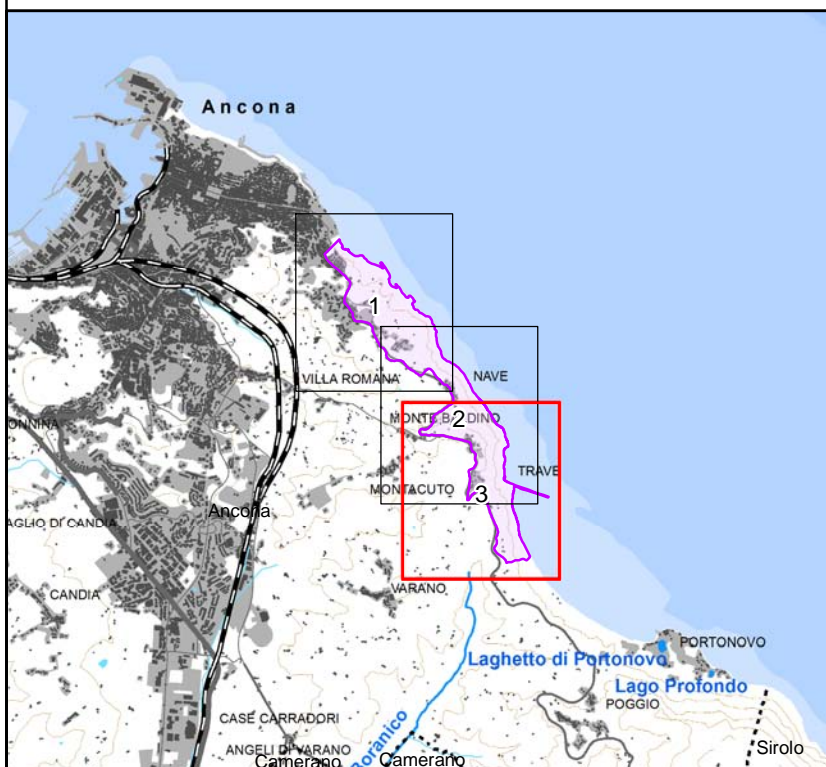 Ancona
1
VILLA ROMANA
NAVE
2
TRAVE
MONTACUTO
3
Ancona
CANDIA
VARANO
PORTONOVO
Laghetto di Portonovo
Lago Profondo
POGGIO
CASE CARRADORI
ANGELI DI VARANO
Boranico
Camerano
Camerano
Sirolo